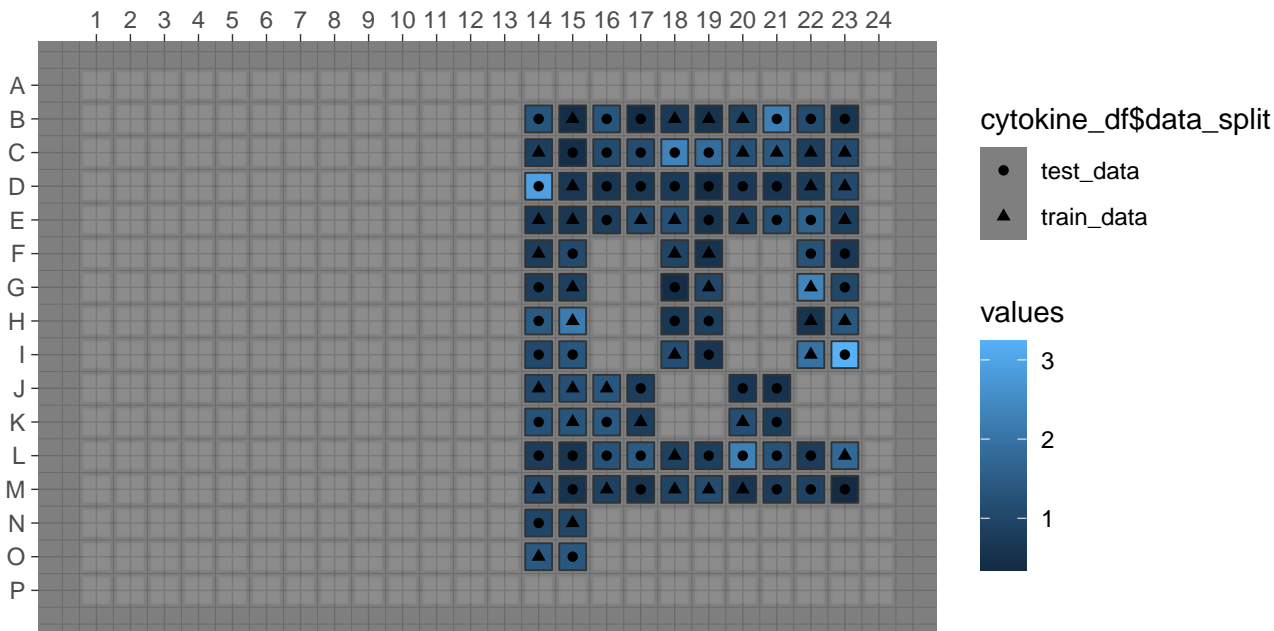 1 2 3 4 5 6 7 8 9 10 11 12 13 14 15 16 17 18 19 20 21 22 23 24
A
B
C
D
E
F
G
H
I
J
K
L
M
N
O
P
cytokine_df$data_split
test_data
train_data
values
3
2
1